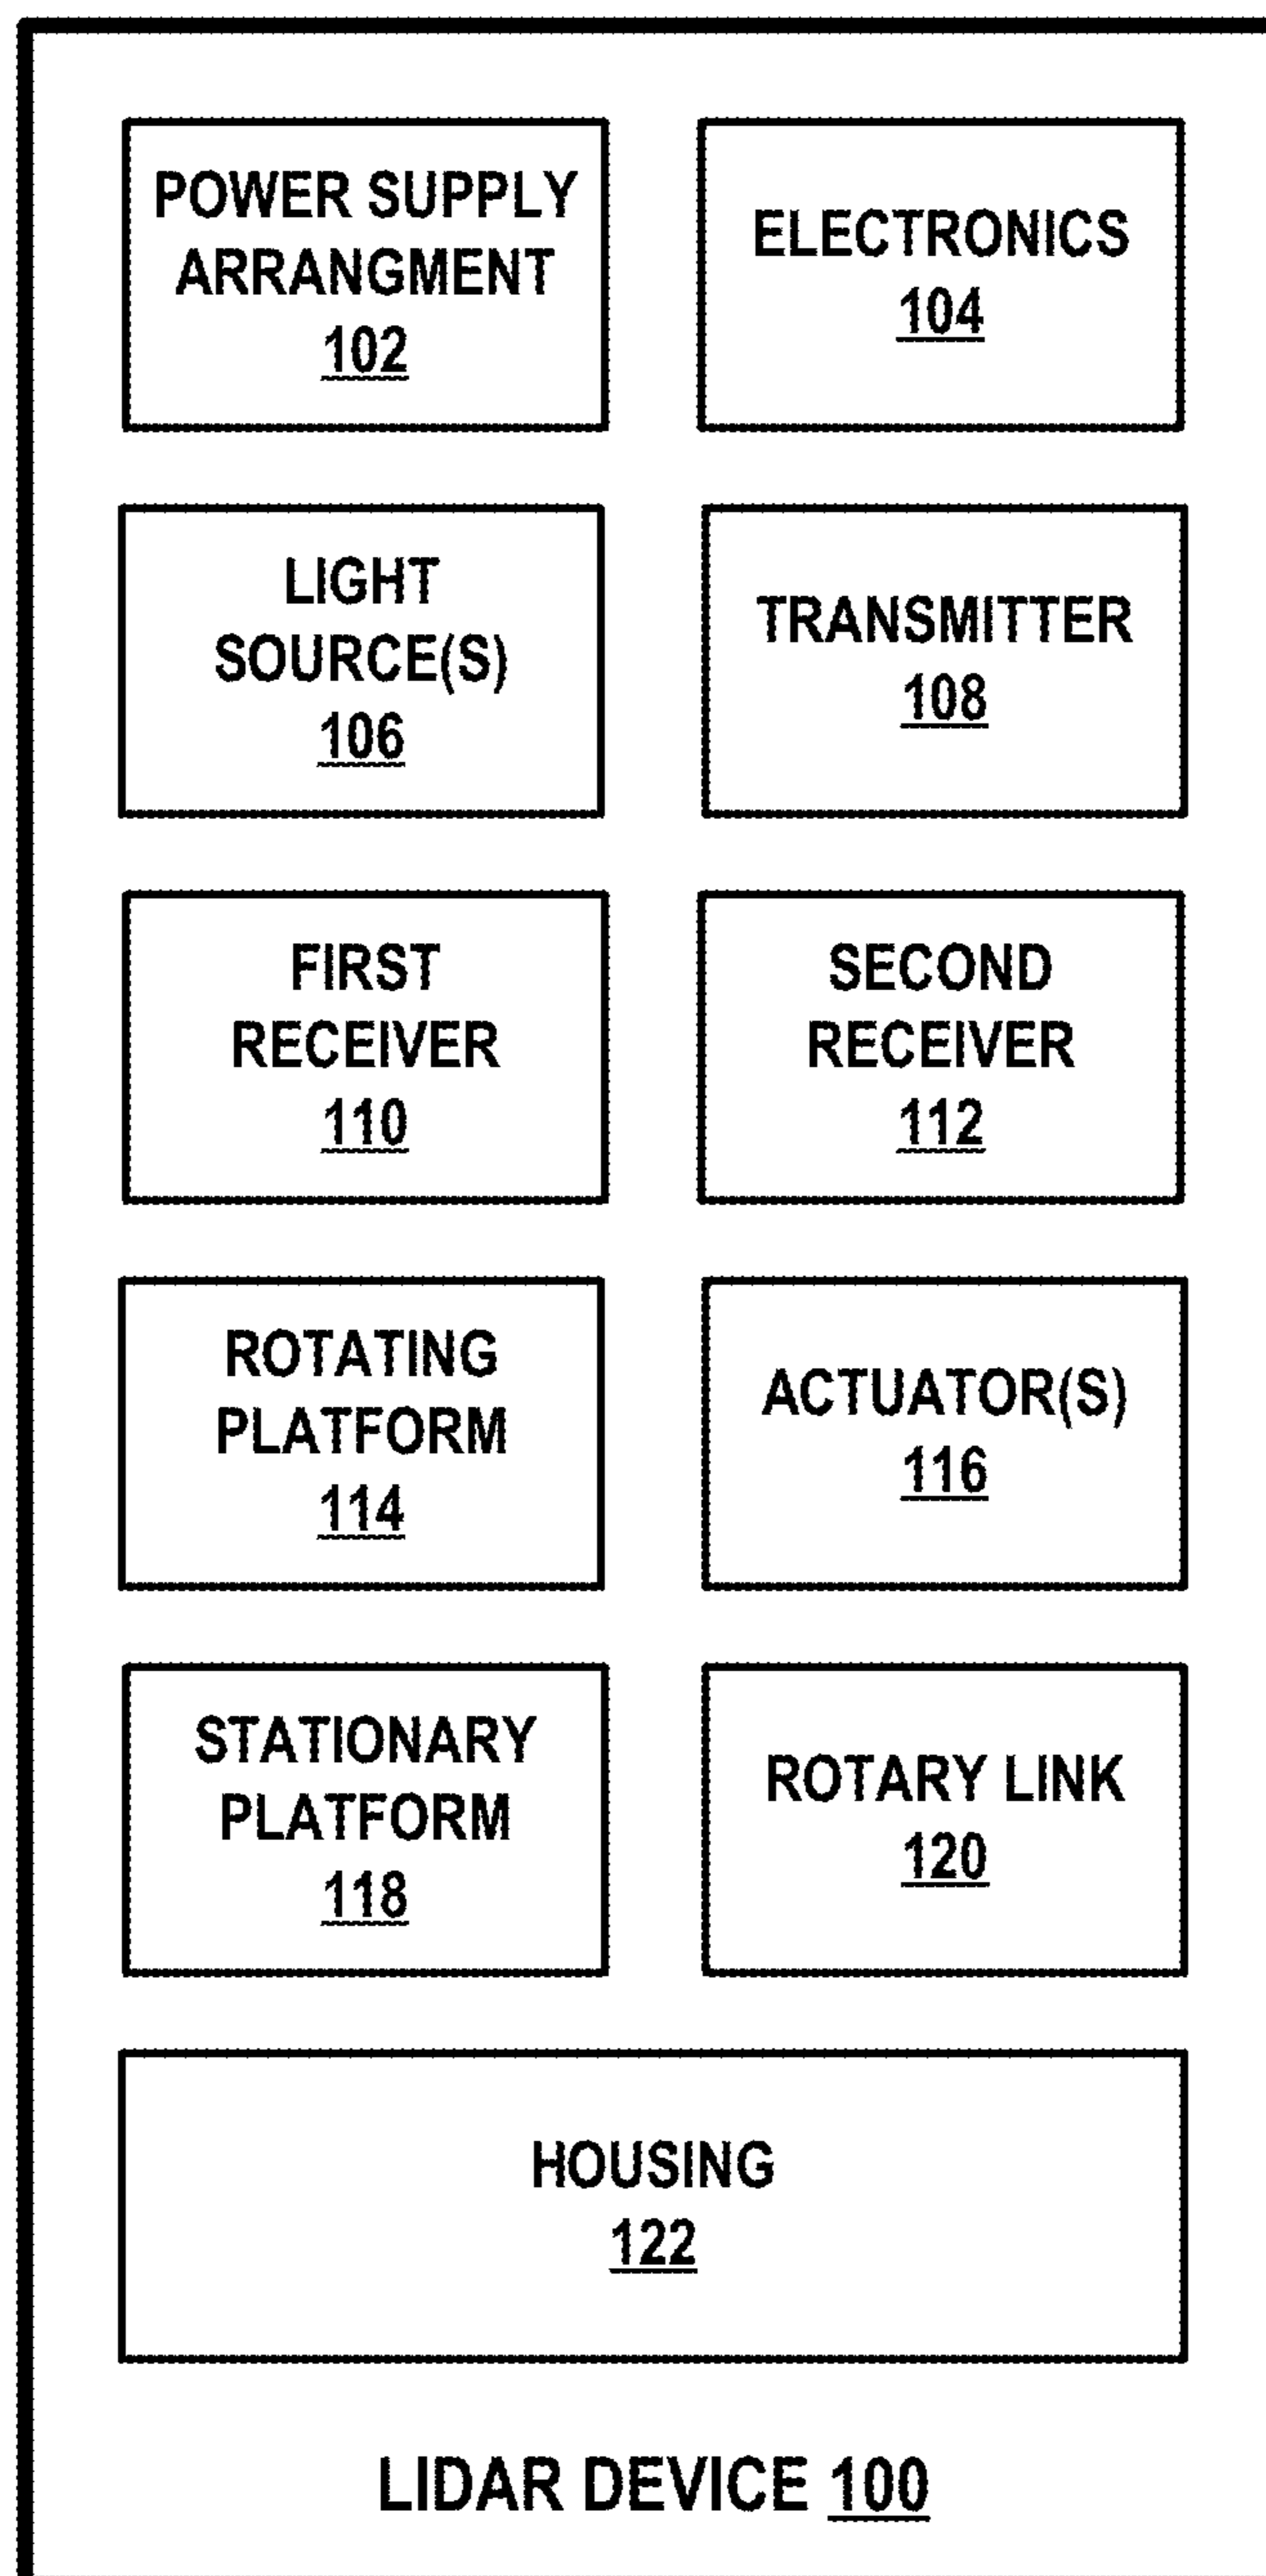 POWER SUPPLY
ARRANGMENT
102
ELECTRONICS
104
LIGHT
SOURCE(S)
106
TRANSMITTER
108
FIRST
RECEIVER
110
SECOND
RECEIVER
112
ROTATING
PLATFORM
114
ACTUATOR(S)
116
STATIONARY
PLATFORM
118
ROTARY LINK
120
HOUSING
122
LIDAR DEVICE 100